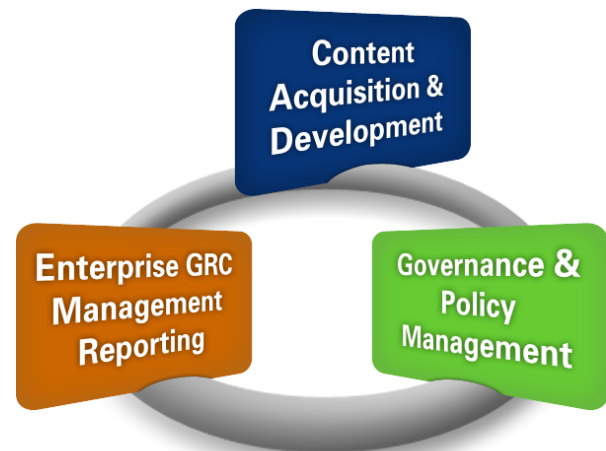 Content
Acquisition &
Development
Enterprise GRC
Management
Reporting
Governance &
Policy
Management